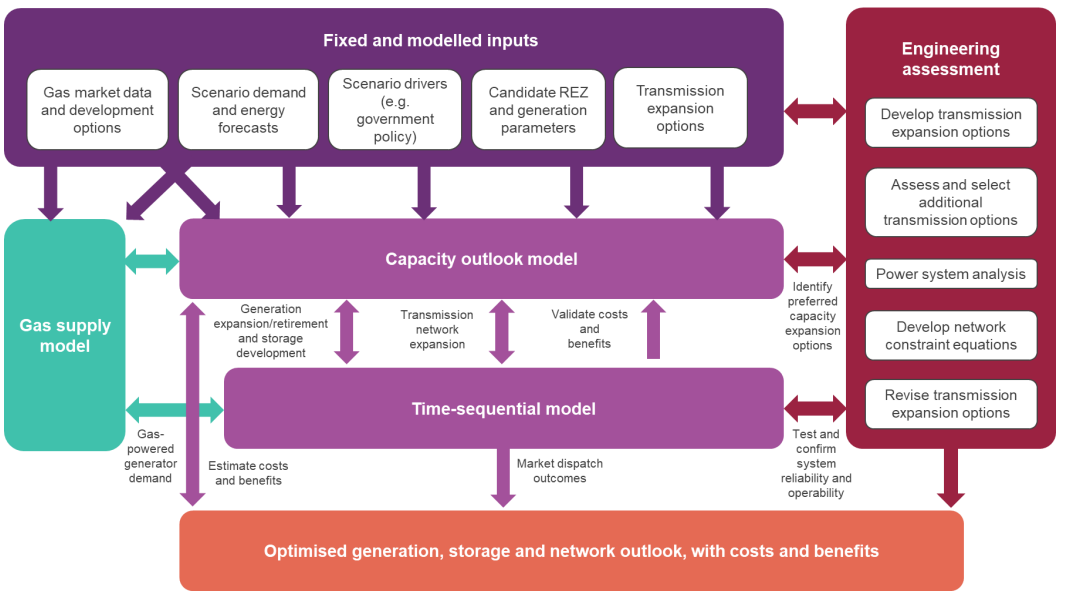 Fixed and modelled inputs
Gas market data
and development
options
Scenario demand
and energy
forecasts
Scenario drivers
(e.g.
government
policy)
Candidate REZ
and generation
parameters
Transmission
expansion
options
Engineering
assessment
Develop transmission
expansion options
Assess and select
additional
transmission options
Power system analysis
Develop network
constraint equations
Revise transmission
expansion options
Gas supply
model
Capacity outlook model
Identify
preferred
capacity
expansion
options
Generation
expansion/retirement
and storage
development
Transmission
network
expansion
Validate costs
and
benefits
Time-sequential model
Gas-
powered
generator
demand
Estimate costs
and benefits
Market dispatch
outcomes
Test and
confirm
system
reliability and
operability
Optimised generation, storage and network outlook, with costs and benefits